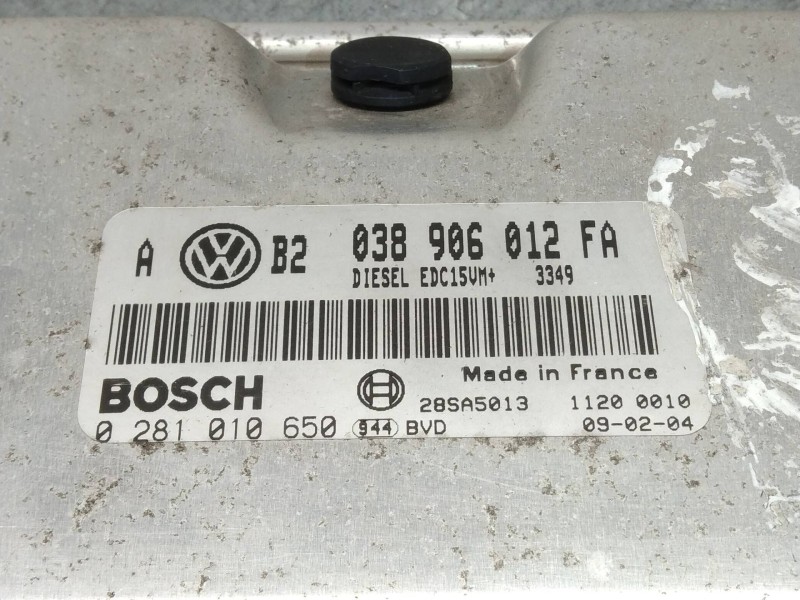 A VW B2 038 906 012 FA
DIESEL EDC15VM+ 3349
BOSCH Made in France
28SA5013 1120 0010
0 281 010 650 944 BVD 09-02-04